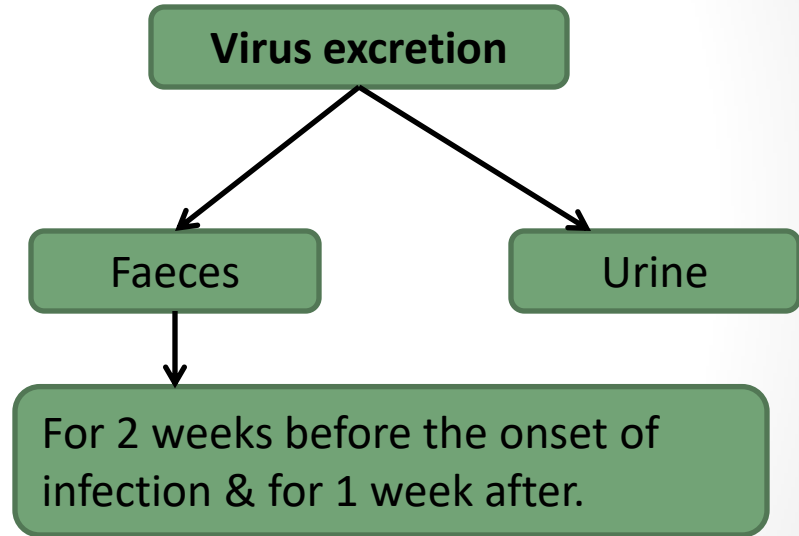 Virus excretion
Faeces
Urine
For 2 weeks before the onset of
infection & for 1 week after.